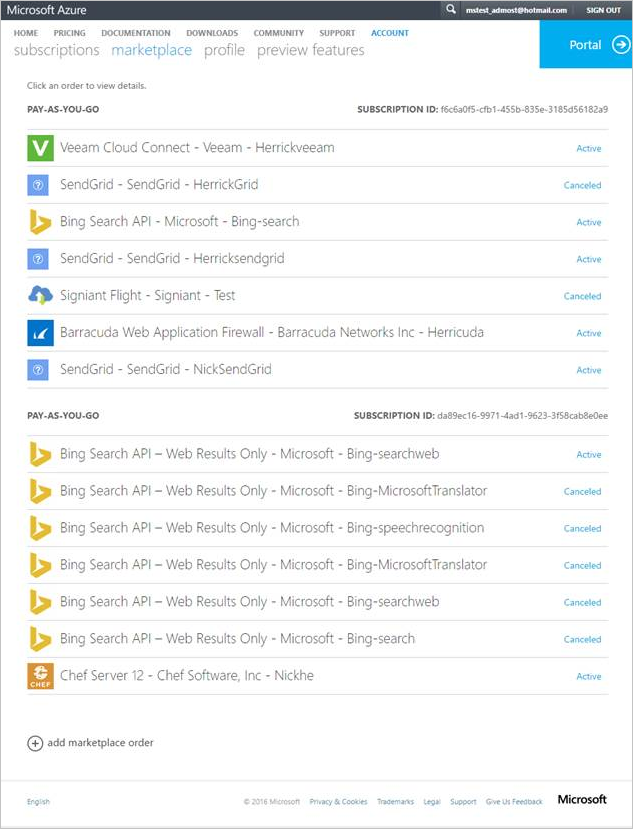 Microsoft Azure
mstest_admost@hotmail.com SIGN OUT
HOME PRICING DOCUMENTATION DOWNLOADS COMMUNITY SUPPORT ACCOUNT
subscriptions marketplace profile preview features
Portal
Click an order to view details.
PAY-AS-YOU-GO SUBSCRIPTION ID: f6c6a0f5-cfb1-455b-835e-3185d56182a9
Veeam Cloud Connect - Veeam - Herrickveeam Active
SendGrid - SendGrid - HerrickGrid Canceled
Bing Search API - Microsoft - Bing-search Active
SendGrid - SendGrid - Herricksendgrid Active
Signiant Flight - Signiant - Test Canceled
Barracuda Web Application Firewall - Barracuda Networks Inc - Herricuda Active
SendGrid - SendGrid - NickSendGrid Active
PAY-AS-YOU-GO SUBSCRIPTION ID: da89ec16-9971-4ad1-9623-3f58cab8e0ee
Bing Search API – Web Results Only - Microsoft - Bing-searchweb Active
Bing Search API – Web Results Only - Microsoft - Bing-MicrosoftTranslator Canceled
Bing Search API – Web Results Only - Microsoft - Bing-speechrecognition Canceled
Bing Search API – Web Results Only - Microsoft - Bing-MicrosoftTranslator Canceled
Bing Search API – Web Results Only - Microsoft - Bing-searchweb Canceled
Bing Search API – Web Results Only - Microsoft - Bing-search Canceled
CHEF Chef Server 12 - Chef Software, Inc - Nickhe Active
add marketplace order
English © 2016 Microsoft Privacy & Cookies Trademarks Legal Support Give Us Feedback Microsoft